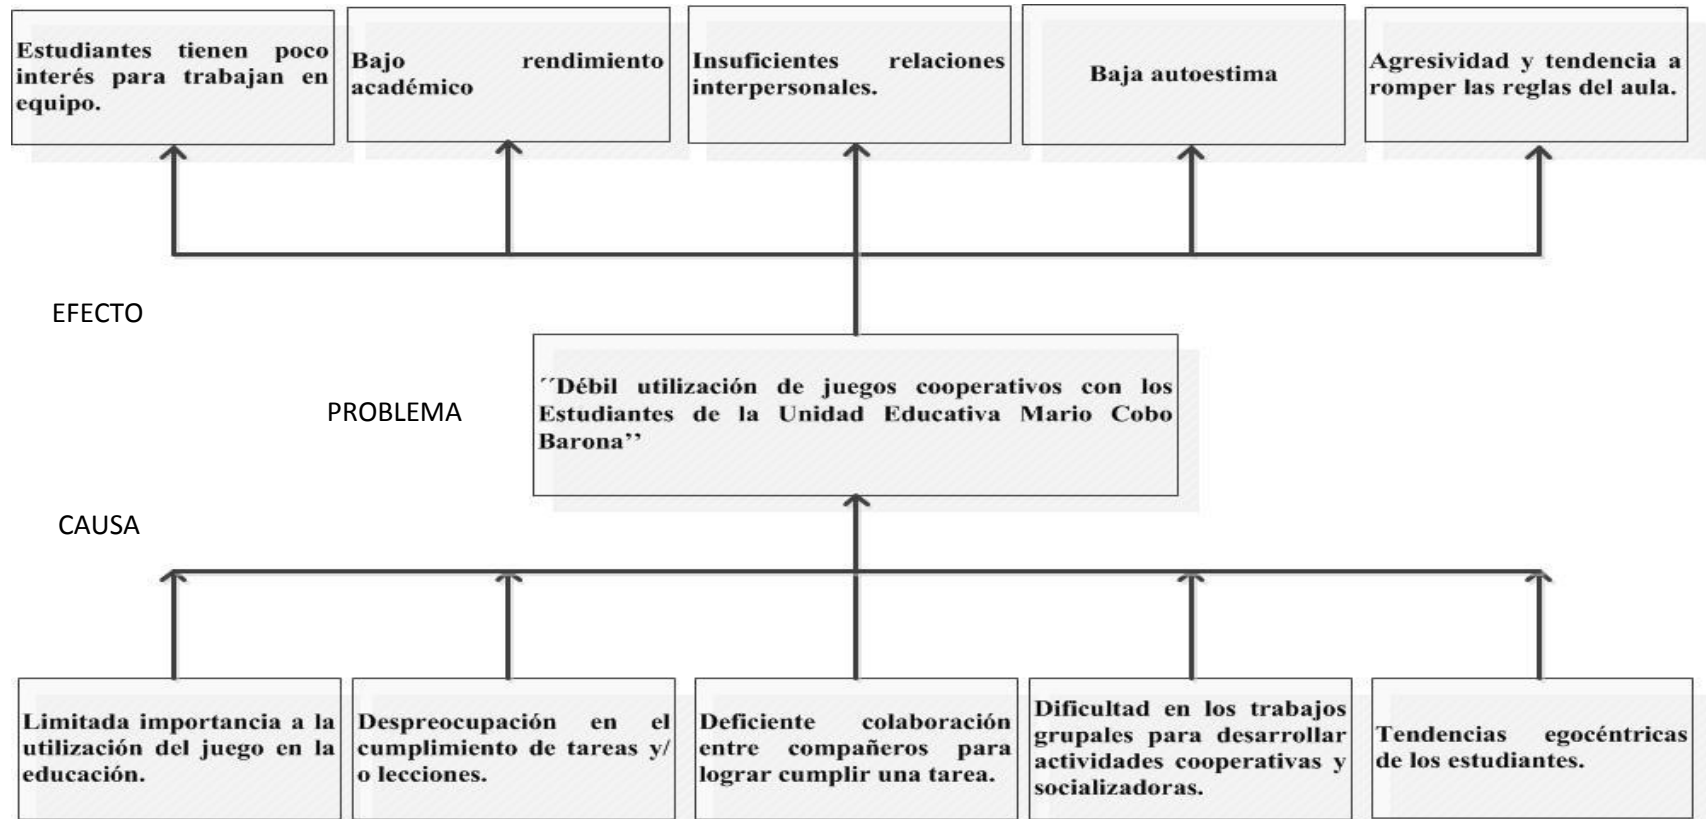 Estudiantes tienen poco
interés para trabajan en
equipo.
Bajo rendimiento
académico
Insuficientes relaciones
interpersonales.
Baja autoestima
Agresividad y tendencia a
romper las reglas del aula.
EFECTO
PROBLEMA
´´Débil utilización de juegos cooperativos con los
Estudiantes de la Unidad Educativa Mario Cobo
Barona’’
CAUSA
Limitada importancia a la
utilización del juego en la
educación.
Despreocupación en el
cumplimiento de tareas y/
o lecciones.
Deficiente colaboración
entre compañeros para
lograr cumplir una tarea.
Dificultad en los trabajos
grupales para desarrollar
actividades cooperativas y
socializadoras.
Tendencias egocéntricas
de los estudiantes.